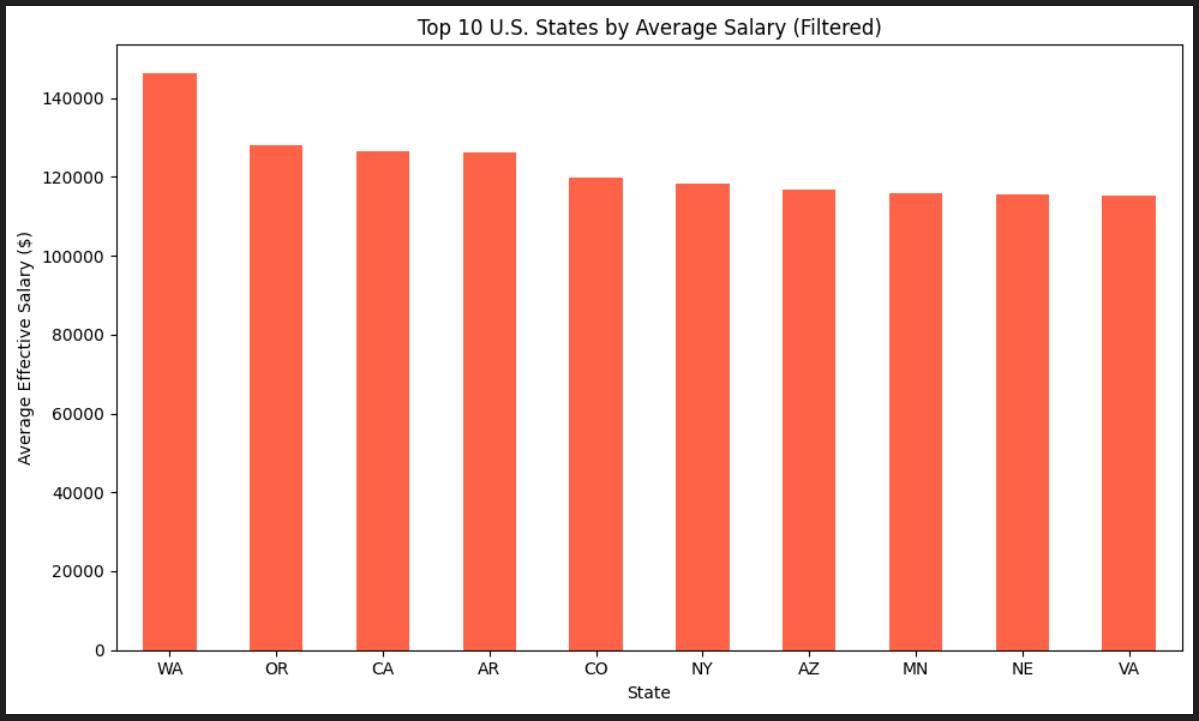 Top 10 U.S. States by Average Salary (Filtered)
Average Effective Salary ($)
140000
120000
100000
80000
60000
40000
20000
0
WA OR CA AR CO NY AZ MN NE VA
State